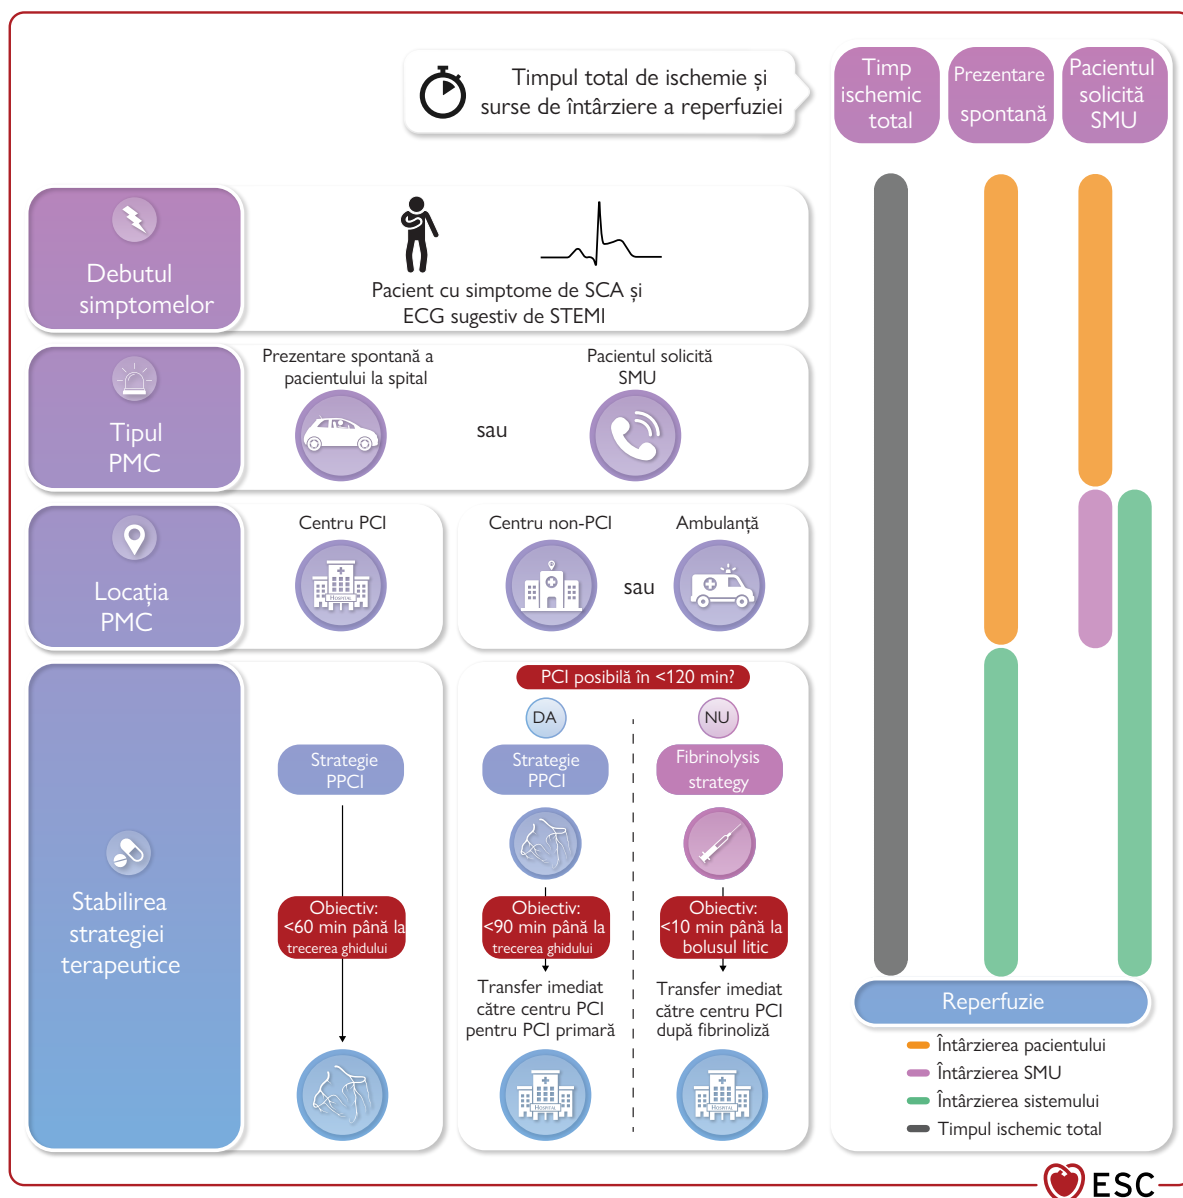 Timpul total de ischemie și
surse de întârziere a reperfuziei
Timp
ischemic
total
Prezentare
spontană
Pacientul
solicită
SMU
Debutul
simptomelor
Pacient cu simptome de SCA și
ECG sugestiv de STEMI
Tipul
PMC
Prezentare spontană a
pacientului la spital
sau
Pacientul solicită
SMU
Locația
PMC
Centru PCI
HOSPITAL
Centru non-PCI
sau
Ambulanță
Stabilirea
strategiei
terapeutice
PCI posibilă în <120 min?
DA
NU
Strategie
PPCI
Strategie
PPCI
Fibrinolysis
strategy
Obiectiv:
<60 min până la
trecerea ghidului
Obiectiv:
<90 min până la
trecerea ghidului
Obiectiv:
<10 min până la
bolusul litic
Transfer imediat
către centru PCI
pentru PCI primară
Transfer imediat
către centru PCI
după fibrinoliză
HOSPITAL
HOSPITAL
Reperfuzie
Întârzierea pacientului
Întârzierea SMU
Întârzierea sistemului
Timpul ischemic total
ESC